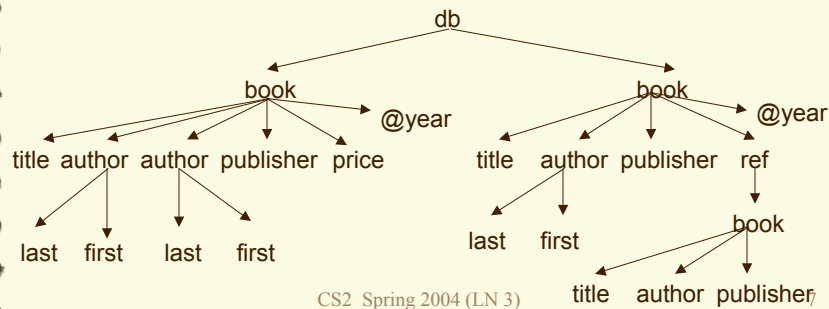 db
book book
@year @year
title author author publisher price title author publisher ref
last first last first last first
book
title author publisher
CS2 Spring 2004 (LN 3) 7